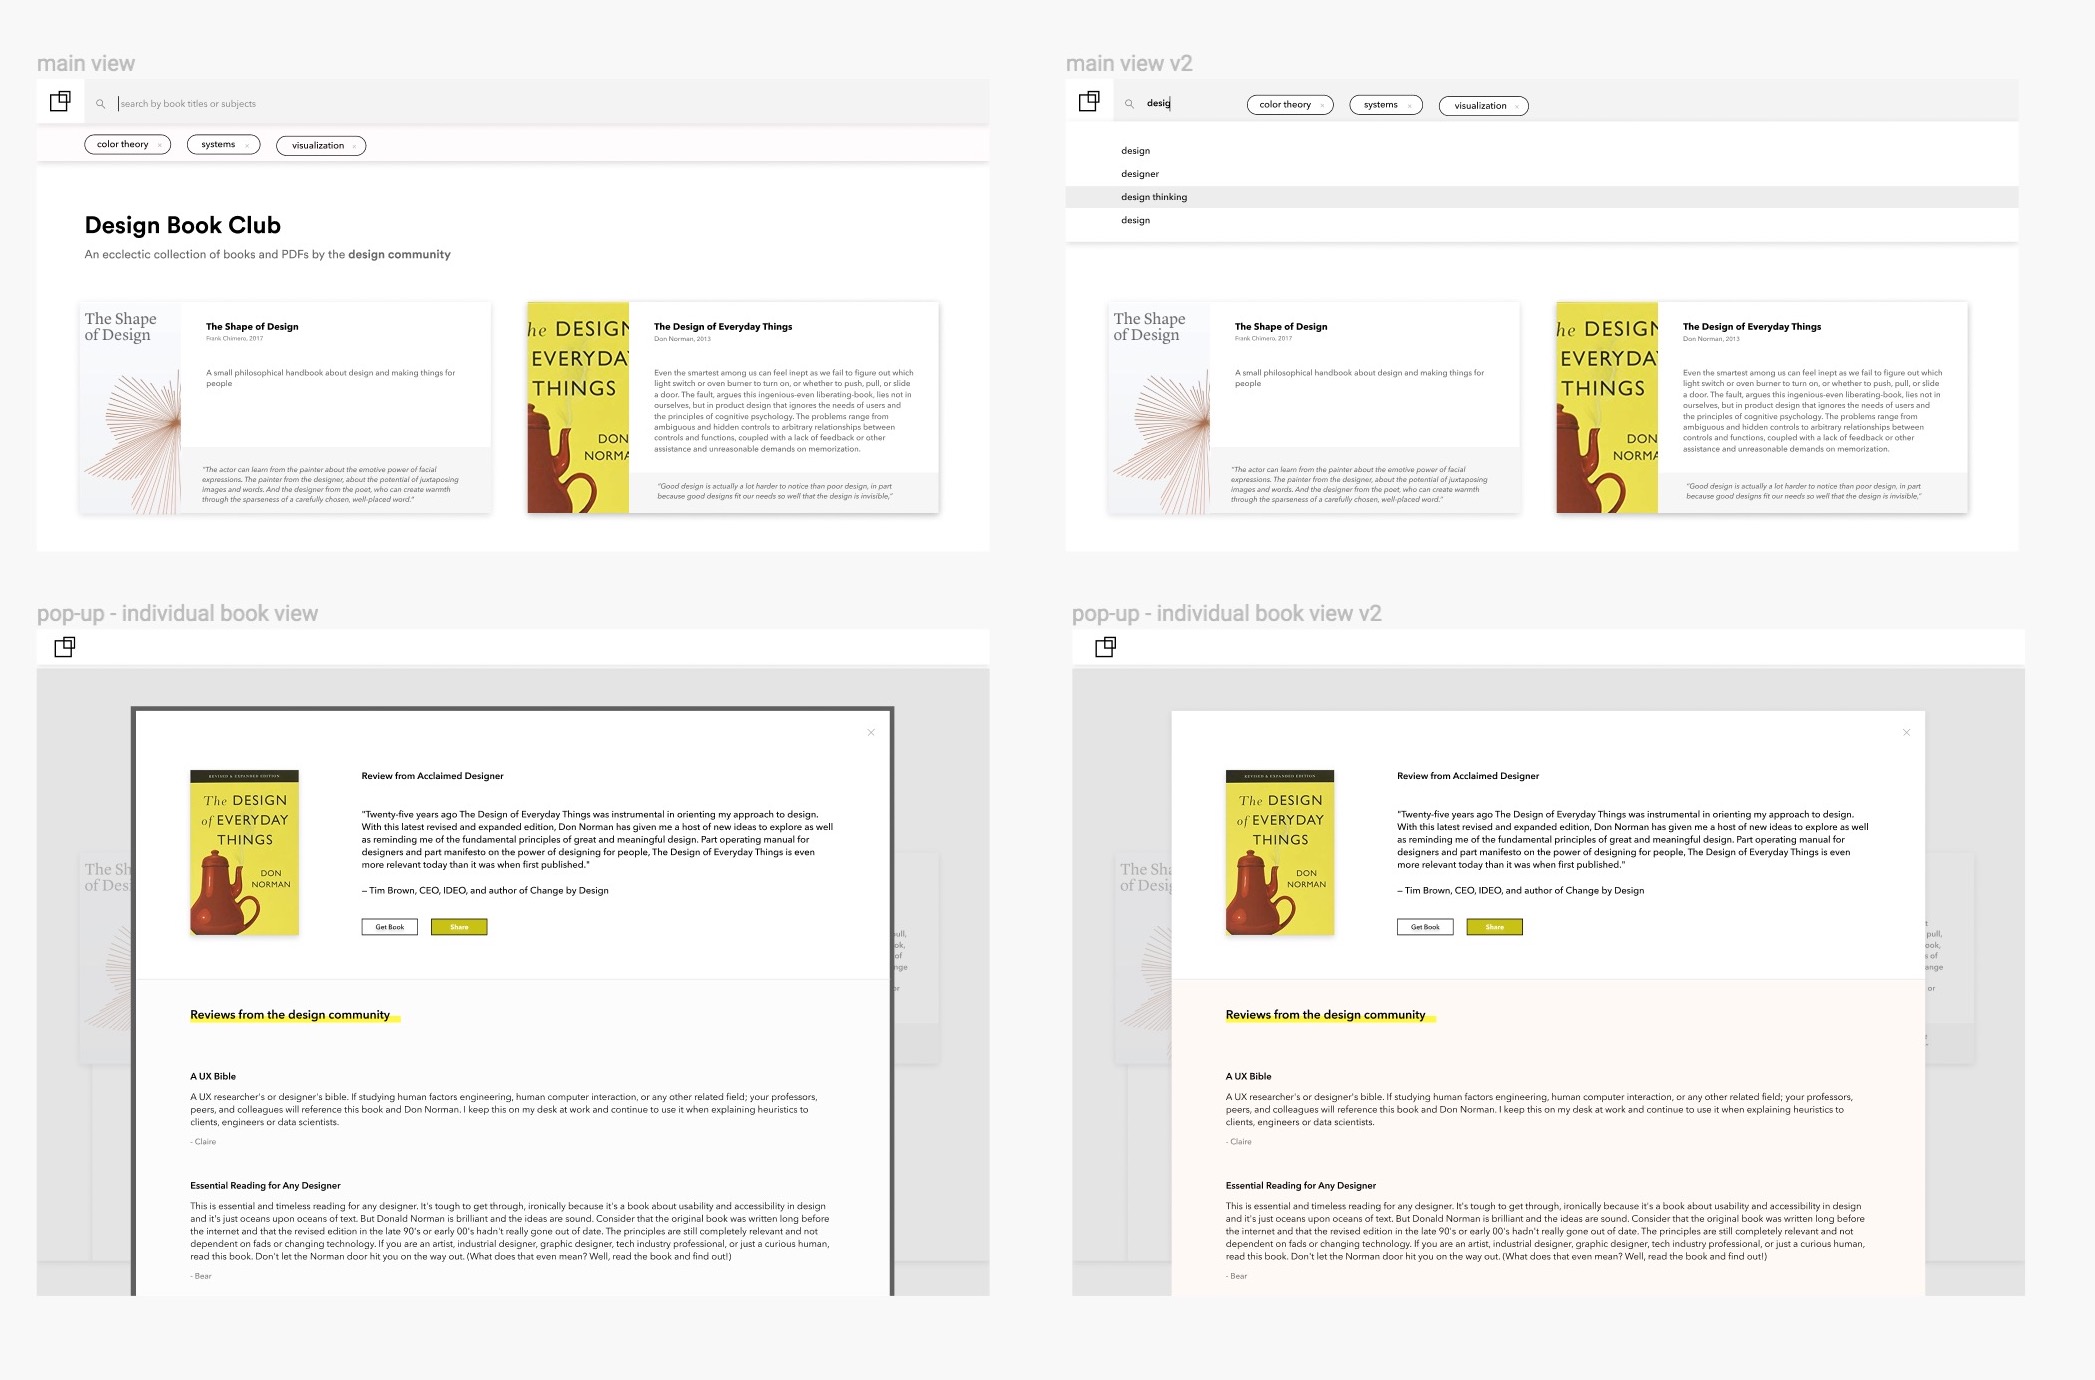 main view
search by book titles or subjects
color theory ×
systems ×
visualization ×
Design Book Club
An ecclectic collection of books and PDFs by the design community
The Shape
of Design
The Shape of Design
Frank Chimero, 2017
A small philosophical handbook about design and making things for
people
"The actor can learn from the painter about the emotive power of facial
expressions. The painter from the designer, about the potential of juxtaposing
images and words. And the designer from the poet, who can create warmth
through the sparseness of a carefully chosen, well-placed word."
he DESIGN
EVERYDAY
THINGS
DON
NORMA
The Design of Everyday Things
Don Norman, 2013
Even the smartest among us can feel inept as we fail to figure out which
light switch or oven burner to turn on, or whether to push, pull, or slide
a door. The fault, argues this ingenious-even liberating-book, lies not in
ourselves, but in product design that ignores the needs of users and
the principles of cognitive psychology. The problems range from
ambiguous and hidden controls to arbitrary relationships between
controls and functions, coupled with a lack of feedback or other
assistance and unreasonable demands on memorization.
"Good design is actually a lot harder to notice than poor design, in part
because good designs fit our needs so well that the design is invisible,"
main view v2
desig
color theory ×
systems ×
visualization ×
design
designer
design thinking
design
The Shape
of Design
The Shape of Design
Frank Chimero, 2017
A small philosophical handbook about design and making things for
people
"The actor can learn from the painter about the emotive power of facial
expressions. The painter from the designer, about the potential of juxtaposing
images and words. And the designer from the poet, who can create warmth
through the sparseness of a carefully chosen, well-placed word."
he DESIGN
EVERYDAY
THINGS
DON
NORMA
The Design of Everyday Things
Don Norman, 2013
Even the smartest among us can feel inept as we fail to figure out which
light switch or oven burner to turn on, or whether to push, pull, or slide
a door. The fault, argues this ingenious-even liberating-book, lies not in
ourselves, but in product design that ignores the needs of users and
the principles of cognitive psychology. The problems range from
ambiguous and hidden controls to arbitrary relationships between
controls and functions, coupled with a lack of feedback or other
assistance and unreasonable demands on memorization.
"Good design is actually a lot harder to notice than poor design, in part
because good designs fit our needs so well that the design is invisible,"
pop-up - individual book view
The Sh
of Des
REVISED & EXPANDED EDITION
The DESIGN
of EVERYDAY
THINGS
DON
NORMAN
Review from Acclaimed Designer
"Twenty-five years ago The Design of Everyday Things was instrumental in orienting my approach to design.
With this latest revised and expanded edition, Don Norman has given me a host of new ideas to explore as well
as reminding me of the fundamental principles of great and meaningful design. Part operating manual for
designers and part manifesto on the power of designing for people, The Design of Everyday Things is even
more relevant today than it was when first published."
– Tim Brown, CEO, IDEO, and author of Change by Design
Get Book
Share
ull,
ok,
of
nge
or
Reviews from the design community
A UX Bible
A UX researcher's or designer's bible. If studying human factors engineering, human computer interaction, or any other related field; your professors,
peers, and colleagues will reference this book and Don Norman. I keep this on my desk at work and continue to use it when explaining heuristics to
clients, engineers or data scientists.
- Claire
Essential Reading for Any Designer
This is essential and timeless reading for any designer. It's tough to get through, ironically because it's a book about usability and accessibility in design
and it's just oceans upon oceans of text. But Donald Norman is brilliant and the ideas are sound. Consider that the original book was written long before
the internet and that the revised edition in the late 90's or early 00's hadn't really gone out of date. The principles are still completely relevant and not
dependent on fads or changing technology. If you are an artist, industrial designer, graphic designer, tech industry professional, or just a curious human,
read this book. Don't let the Norman door hit you on the way out. (What does that even mean? Well, read the book and find out!)
- Bear
pop-up - individual book view v2
The Sha
of Desi
REVISED & EXPANDED EDITION
The DESIGN
of EVERYDAY
THINGS
DON
NORMAN
Review from Acclaimed Designer
"Twenty-five years ago The Design of Everyday Things was instrumental in orienting my approach to design.
With this latest revised and expanded edition, Don Norman has given me a host of new ideas to explore as well
as reminding me of the fundamental principles of great and meaningful design. Part operating manual for
designers and part manifesto on the power of designing for people, The Design of Everyday Things is even
more relevant today than it was when first published."
– Tim Brown, CEO, IDEO, and author of Change by Design
Get Book
Share
pull,
ook,
s of
ange
or
Reviews from the design community
A UX Bible
A UX researcher's or designer's bible. If studying human factors engineering, human computer interaction, or any other related field; your professors,
peers, and colleagues will reference this book and Don Norman. I keep this on my desk at work and continue to use it when explaining heuristics to
clients, engineers or data scientists.
- Claire
Essential Reading for Any Designer
This is essential and timeless reading for any designer. It's tough to get through, ironically because it's a book about usability and accessibility in design
and it's just oceans upon oceans of text. But Donald Norman is brilliant and the ideas are sound. Consider that the original book was written long before
the internet and that the revised edition in the late 90's or early 00's hadn't really gone out of date. The principles are still completely relevant and not
dependent on fads or changing technology. If you are an artist, industrial designer, graphic designer, tech industry professional, or just a curious human,
read this book. Don't let the Norman door hit you on the way out. (What does that even mean? Well, read the book and find out!)
- Bear